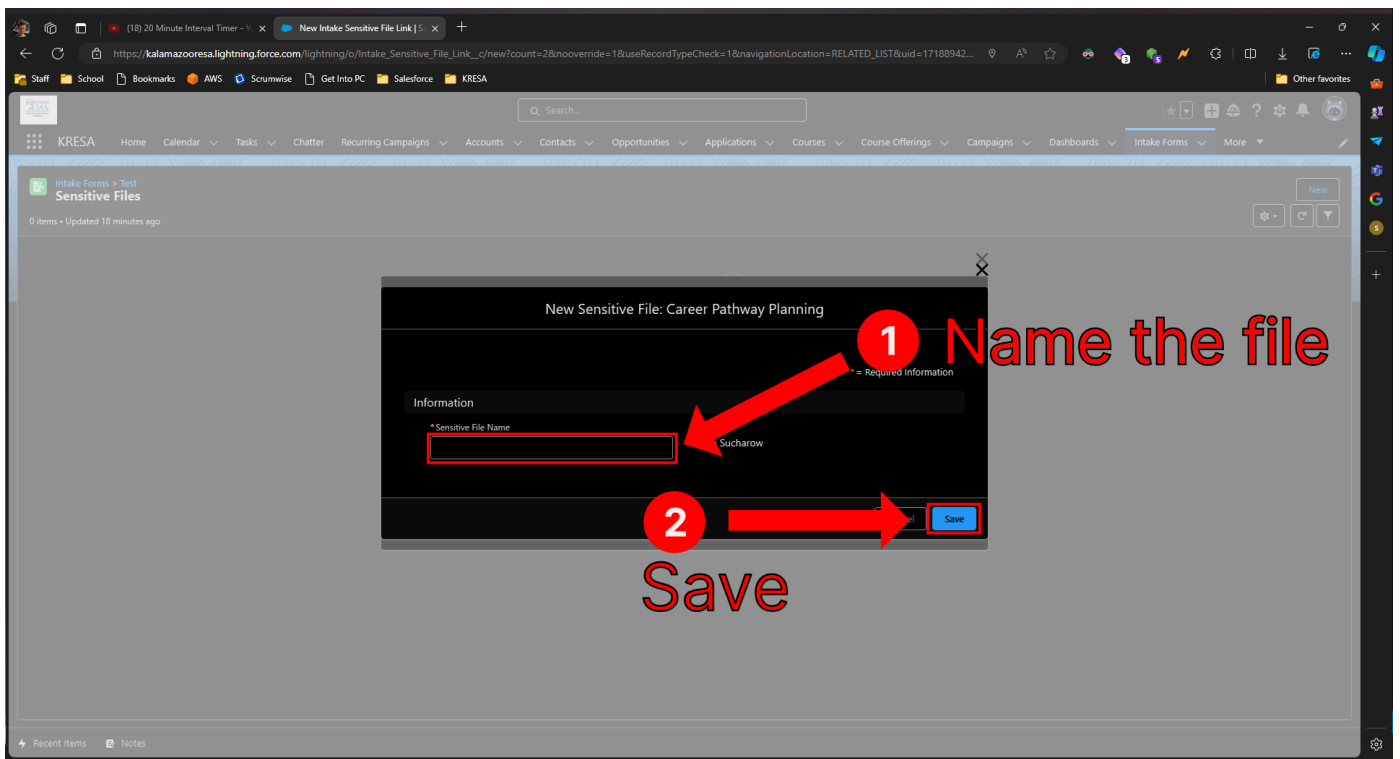 (18) 20 Minute Interval Timer - Y
New Intake Sensitive File Link | S
https://kalamazooresa.lightning.force.com/lightning/o/Intake_Sensitive_File_Link__c/new?count=2&nooverride=1&useRecordTypeCheck=1&navigationLocation=RELATED_LIST&uid=17188942...
Staff School Bookmarks AWS Scrumwise Get Into PC Salesforce KRESA Other favorites
Search...
KRESA Home Calendar Tasks Chatter Recurring Campaigns Accounts Contacts Opportunities Applications Courses Course Offerings Campaigns Dashboards Intake Forms More
Intake Forms > Test
Sensitive Files
New
0 items • Updated 18 minutes ago
New Sensitive File: Career Pathway Planning
1 Name the file
* = Required Information
Information
*Sensitive File Name
Sucharow
2
Save
Save
Recent Items Notes